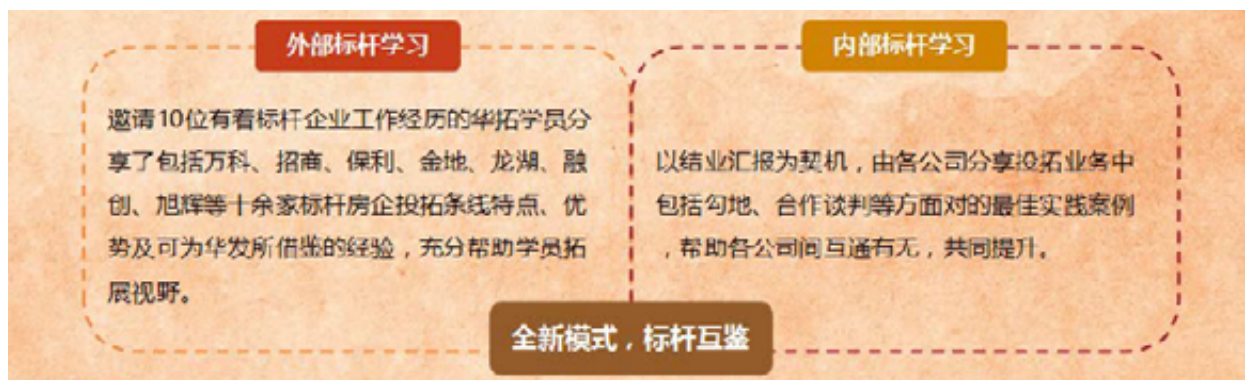 外部标杆学习
邀请10位有着标杆企业工作经历的华拓学员分
享了包括万科、招商、保利、金地、龙湖、融
创、旭辉等十余家标杆房企投拓条线特点、优
势及可为华发所借鉴的经验，充分帮助学员拓
展视野。
内部标杆学习
以结业汇报为契机，由各公司分享投拓业务中
包括勾地、合作谈判等方面对的最佳实践案例
，帮助各公司间互通有无，共同提升。
全新模式，标杆互鉴